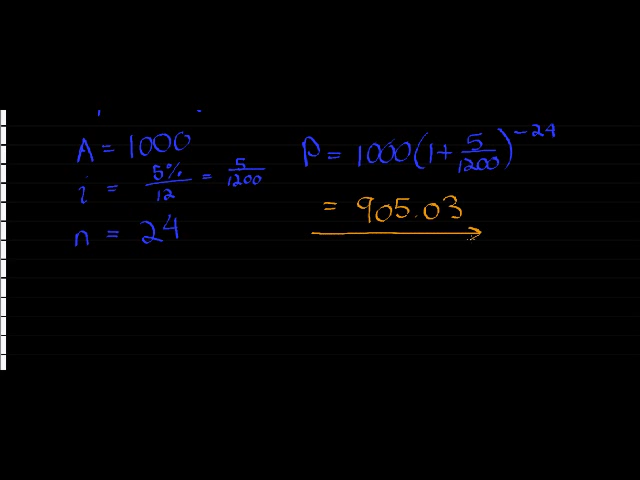 A = 1000
i = 5%/12 = 5/1200
n = 24
P = 1000(1 + 5/1200)^-24
= 905.03